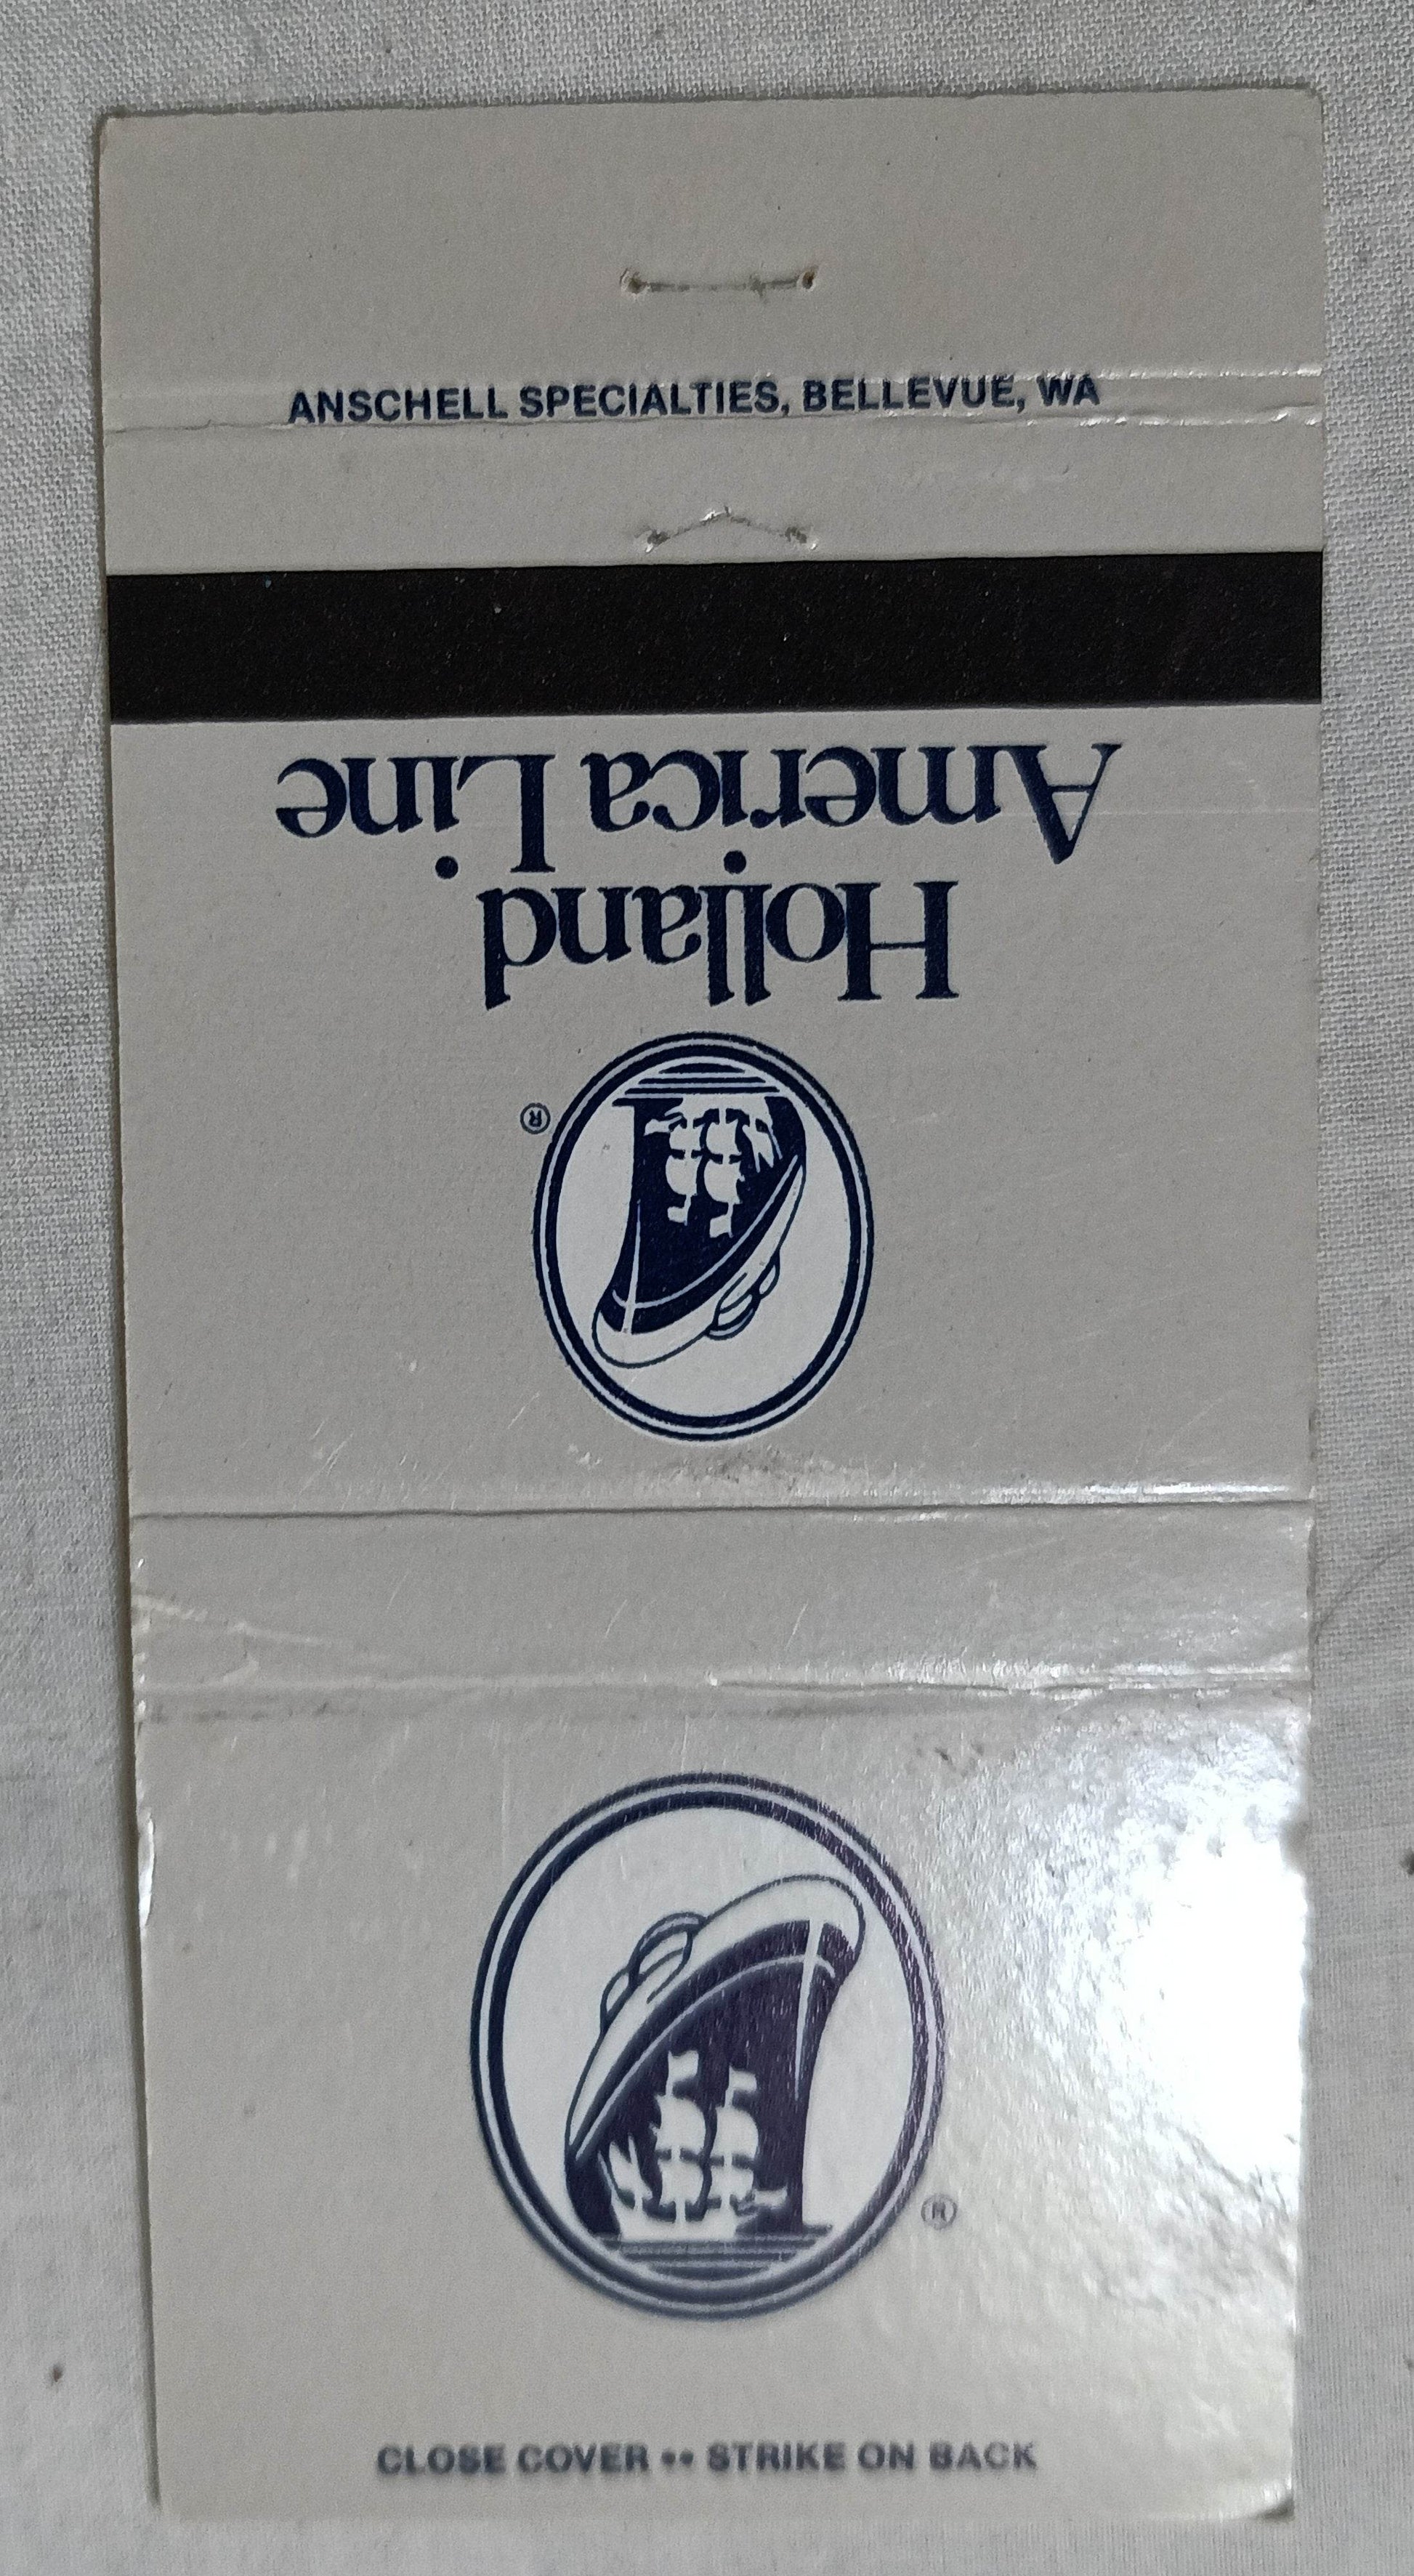 ANSCHELL SPECIALTIES, BELLEVUE, WA
Holland
America Line
®
®
CLOSE COVER •• STRIKE ON BACK